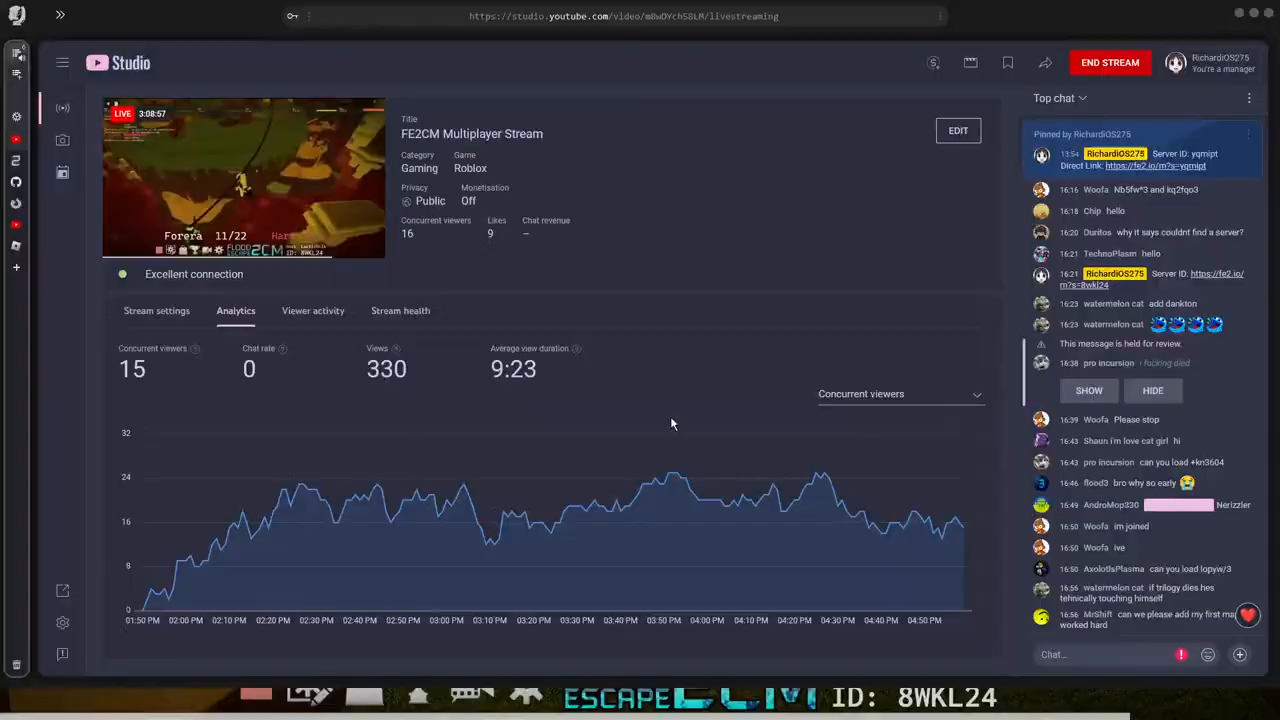 https://studio.youtube.com/video/m8wOYch58LM/livestreaming
Studio
END STREAM
RichardiOS275
You're a manager
LIVE 3:08:57
Forera 11/22 Har
ESCAPE 2CM
ID: 8WKL24
Title
FE2CM Multiplayer Stream
EDIT
Category Game
Gaming Roblox
Privacy Monetisation
Public Off
Concurrent viewers Likes Chat revenue
16 9 –
Excellent connection
Stream settings Analytics Viewer activity Stream health
Concurrent viewers Chat rate Views Average view duration
15 0 330 9:23
Concurrent viewers
32
24
16
8
0
01:50 PM 02:00 PM 02:10 PM 02:20 PM 02:30 PM 02:40 PM 02:50 PM 03:00 PM 03:10 PM 03:20 PM 03:30 PM 03:40 PM 03:50 PM 04:00 PM 04:10 PM 04:20 PM 04:30 PM 04:40 PM 04:50 PM
Top chat
Pinned by RichardiOS275
13:54 RichardiOS275 Server ID: yqmipt
Direct Link: https://fe2.io/m?s=yqmipt
16:16 Woofa Nb5fw*3 and kq2fqo3
16:18 Chip hello
16:20 Duritos why it says couldnt find a server?
16:21 TechnoPlasm hello
16:21 RichardiOS275 Server ID: https://fe2.io/
m?s=8wkl24
16:23 watermelon cat add dankton
16:23 watermelon cat
This message is held for review.
16:38 pro incursion i focking died
SHOW HIDE
16:39 Woofa Please stop
16:43 Shaun i'm love cat girl hi
16:43 pro incursion can you load +kn3604
16:46 flood3 bro why so early 😭
16:49 AndroMop330 Nerizzler
16:50 Woofa im joined
16:50 Woofa ive
16:50 AxolotlsPlasma can you load lopyw/3
16:56 watermelon cat if trilogy dies hes
tehnically touching himself
16:56 MrShift can we please add my first ma
worked hard
Chat...
ESCAPE 2CM ID: 8WKL24